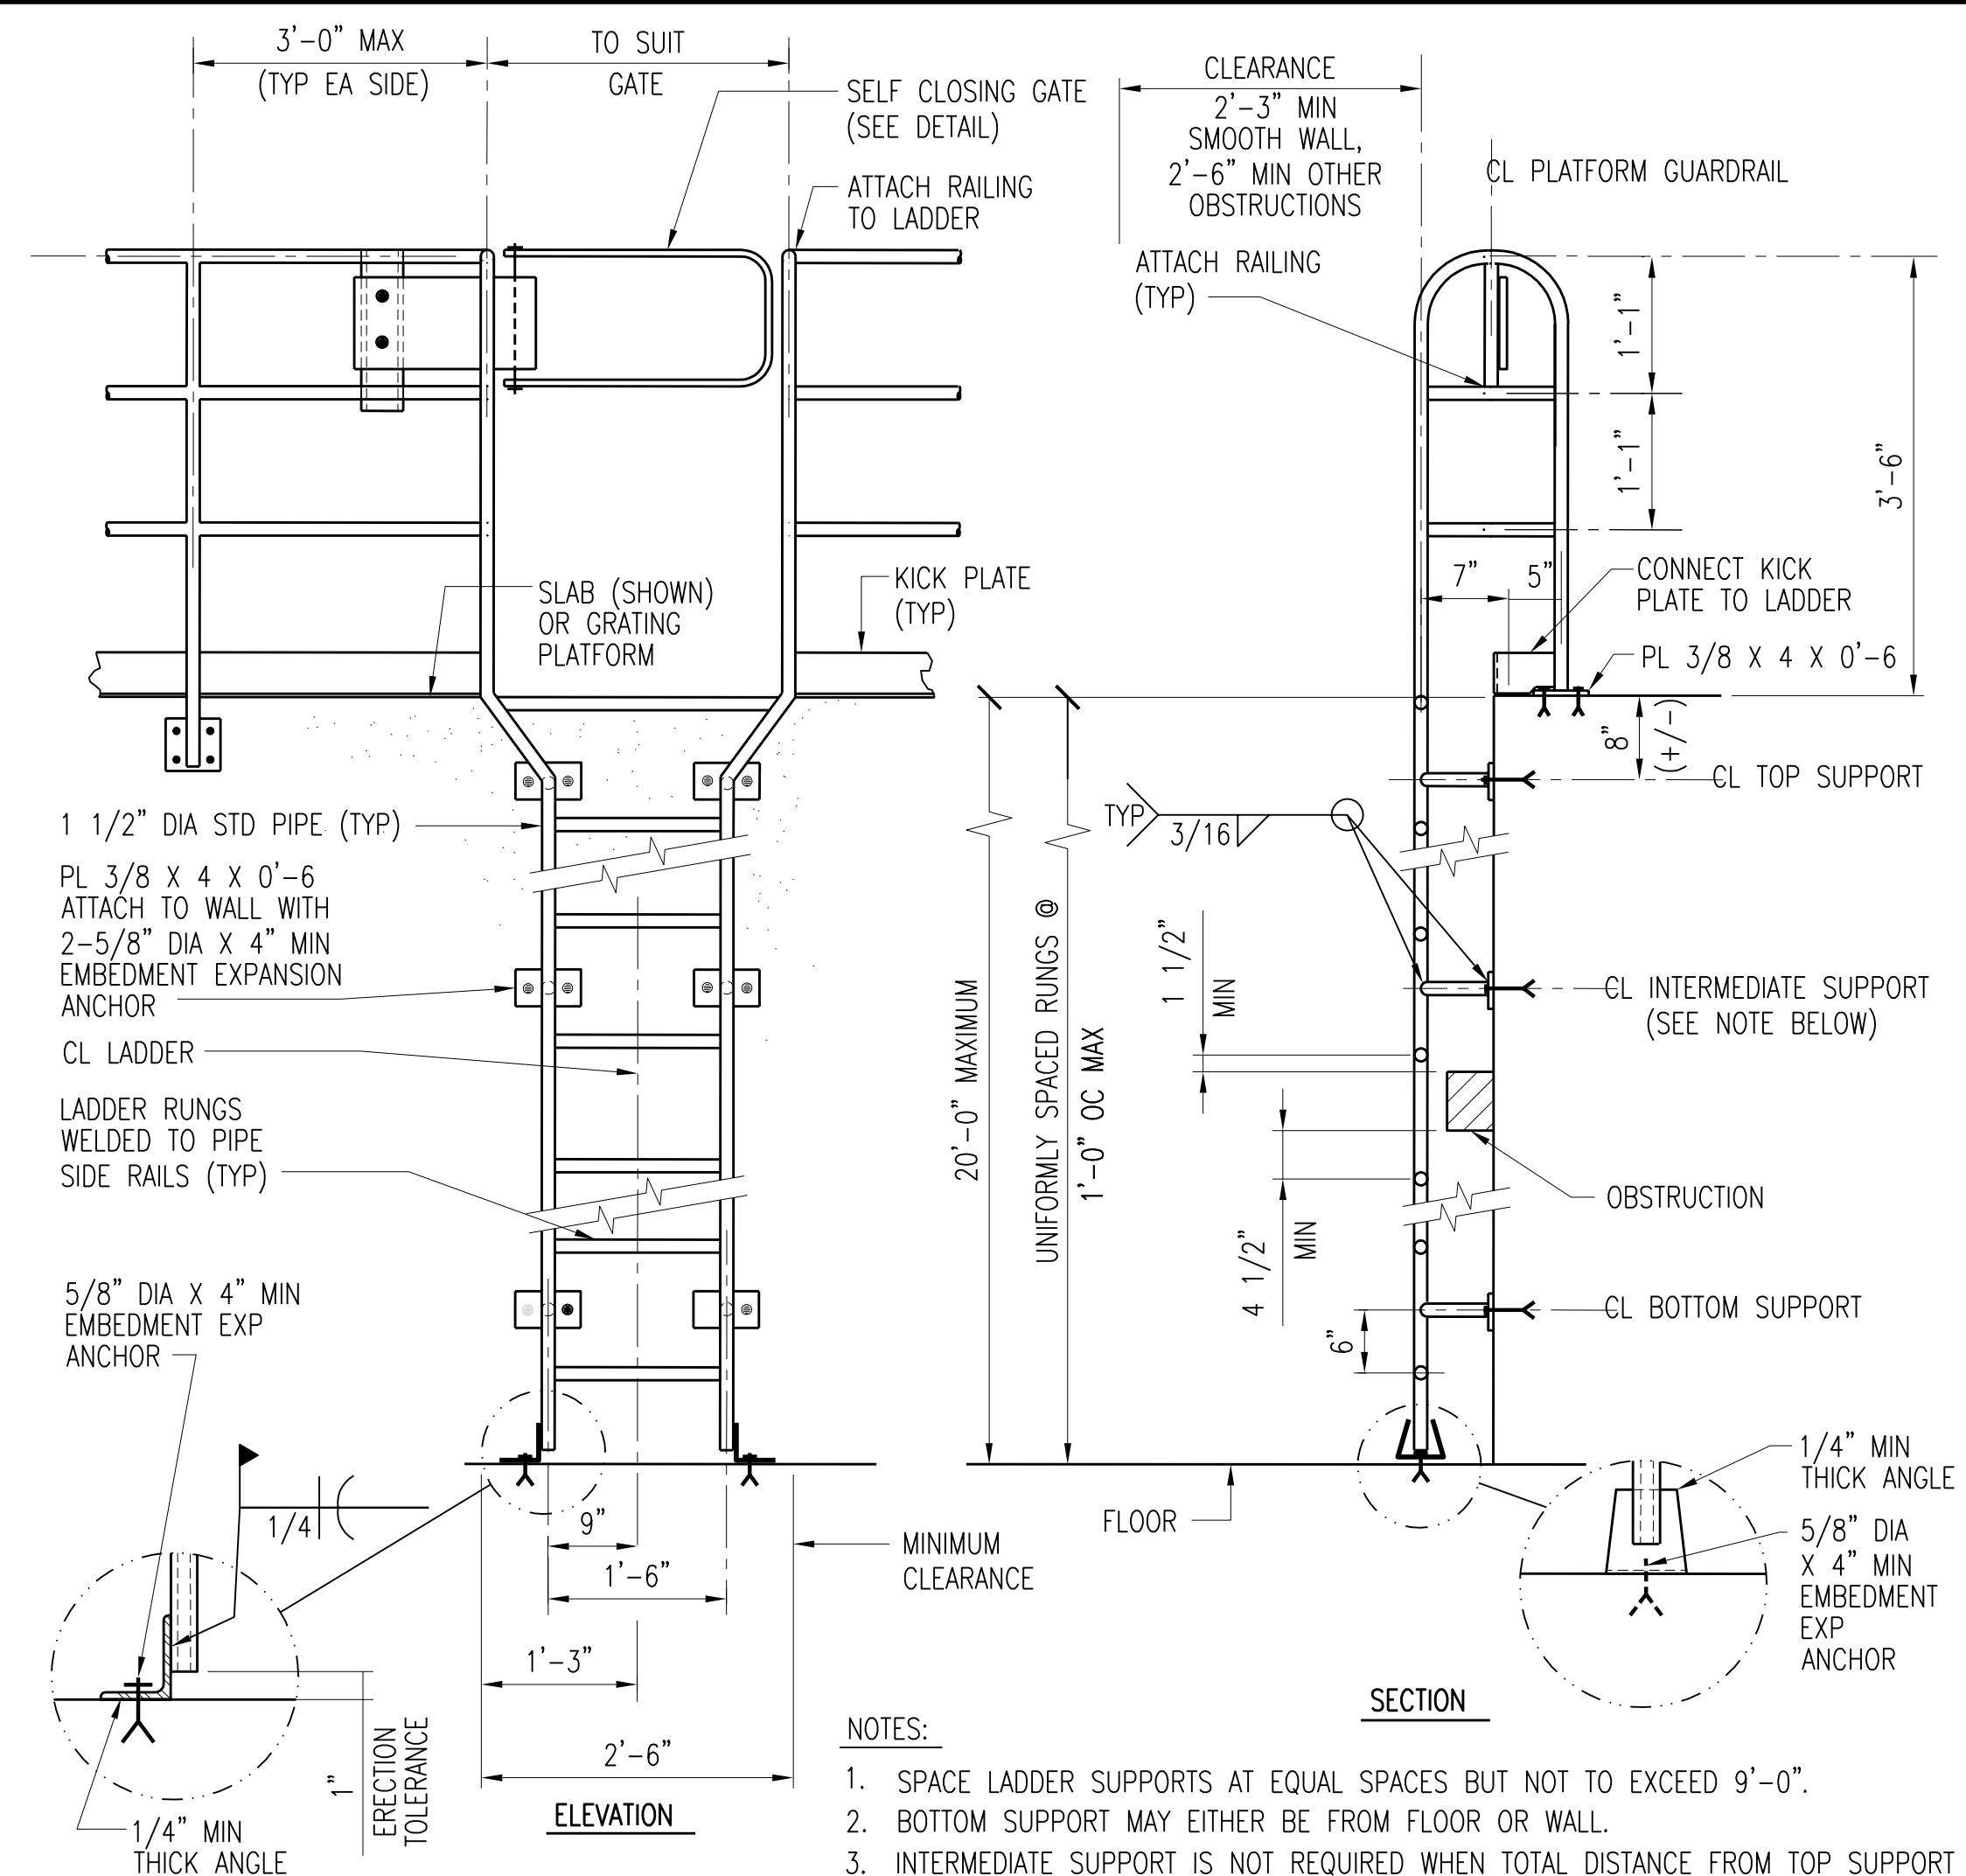 3'-0" MAX
(TYP EA SIDE)
TO SUIT
GATE
SELF CLOSING GATE
(SEE DETAIL)
ATTACH RAILING
TO LADDER
SLAB (SHOWN)
OR GRATING
PLATFORM
KICK PLATE
(TYP)
1 1/2" DIA STD PIPE (TYP)
PL 3/8 X 4 X 0'-6
ATTACH TO WALL WITH
2-5/8" DIA X 4" MIN
EMBEDMENT EXPANSION
ANCHOR
CL LADDER
LADDER RUNGS
WELDED TO PIPE
SIDE RAILS (TYP)
5/8" DIA X 4" MIN
EMBEDMENT EXP
ANCHOR
1/4
1/4" MIN
THICK ANGLE
1"
ERECTION
TOLERANCE
9"
1'-6"
1'-3"
2'-6"
MINIMUM
CLEARANCE
ELEVATION
CLEARANCE
2'-3" MIN
SMOOTH WALL,
2'-6" MIN OTHER
OBSTRUCTIONS
CL PLATFORM GUARDRAIL
ATTACH RAILING
(TYP)
1'-1"
1'-1"
3'-6"
7"
5"
CONNECT KICK
PLATE TO LADDER
PL 3/8 X 4 X 0'-6
8"
(+/-)
CL TOP SUPPORT
TYP
3/16
20'-0" MAXIMUM
UNIFORMLY SPACED RUNGS @
1'-0" OC MAX
1 1/2"
MIN
CL INTERMEDIATE SUPPORT
(SEE NOTE BELOW)
4 1/2"
MIN
OBSTRUCTION
6"
CL BOTTOM SUPPORT
FLOOR
1/4" MIN
THICK ANGLE
5/8" DIA
X 4" MIN
EMBEDMENT
EXP
ANCHOR
SECTION
NOTES:
1. SPACE LADDER SUPPORTS AT EQUAL SPACES BUT NOT TO EXCEED 9'-0".
2. BOTTOM SUPPORT MAY EITHER BE FROM FLOOR OR WALL.
3. INTERMEDIATE SUPPORT IS NOT REQUIRED WHEN TOTAL DISTANCE FROM TOP SUPPORT